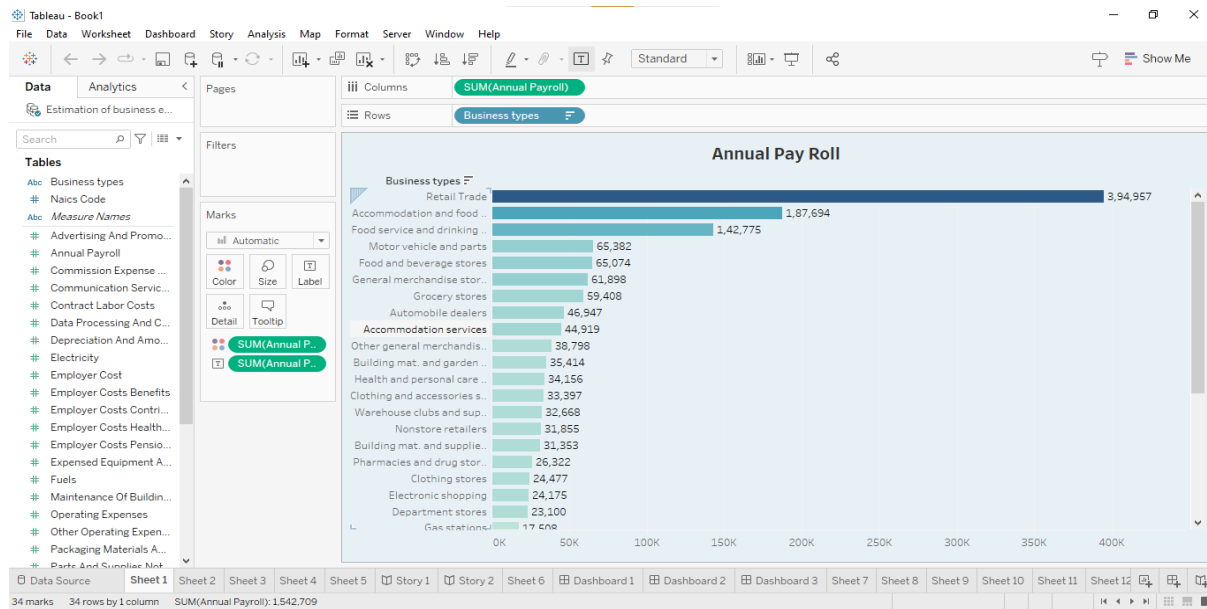 Tableau - Book1
File Data Worksheet Dashboard Story Analysis Map Format Server Window Help
Standard
Show Me
Data Analytics
Estimation of business e...
Search
Tables
Abc Business types
# Naics Code
Abc Measure Names
# Advertising And Promo...
# Annual Payroll
# Commission Expense ...
# Communication Servic...
# Contract Labor Costs
# Data Processing And C...
# Depreciation And Amo...
# Electricity
# Employer Cost
# Employer Costs Benefits
# Employer Costs Contri...
# Employer Costs Health...
# Employer Costs Pensio...
# Expensed Equipment A...
# Fuels
# Maintenance Of Buildin...
# Operating Expenses
# Other Operating Expen...
# Packaging Materials A...
# Parts And Supplies Not
Pages
Filters
Marks
Automatic
Color Size Label
Detail Tooltip
SUM(Annual P..
T SUM(Annual P..
Columns SUM(Annual Payroll)
Rows Business types
Annual Pay Roll
Business types
Retail Trade 3,94,957
Accommodation and food .. 1,87,694
Food service and drinking .. 1,42,775
Motor vehicle and parts 65,382
Food and beverage stores 65,074
General merchandise stor.. 61,898
Grocery stores 59,408
Automobile dealers 46,947
Accommodation services 44,919
Other general merchandis.. 38,798
Building mat. and garden .. 35,414
Health and personal care .. 34,156
Clothing and accessories s.. 33,397
Warehouse clubs and sup.. 32,668
Nonstore retailers 31,855
Building mat. and supplie.. 31,353
Pharmacies and drug stor.. 26,322
Clothing stores 24,477
Electronic shopping 24,175
Department stores 23,100
Gas stations 17,508
0K 50K 100K 150K 200K 250K 300K 350K 400K
Data Source Sheet 1 Sheet 2 Sheet 3 Sheet 4 Sheet 5 Story 1 Story 2 Sheet 6 Dashboard 1 Dashboard 2 Dashboard 3 Sheet 7 Sheet 8 Sheet 9 Sheet 10 Sheet 11 Sheet 12
34 marks 34 rows by 1 column SUM(Annual Payroll): 1,542,709